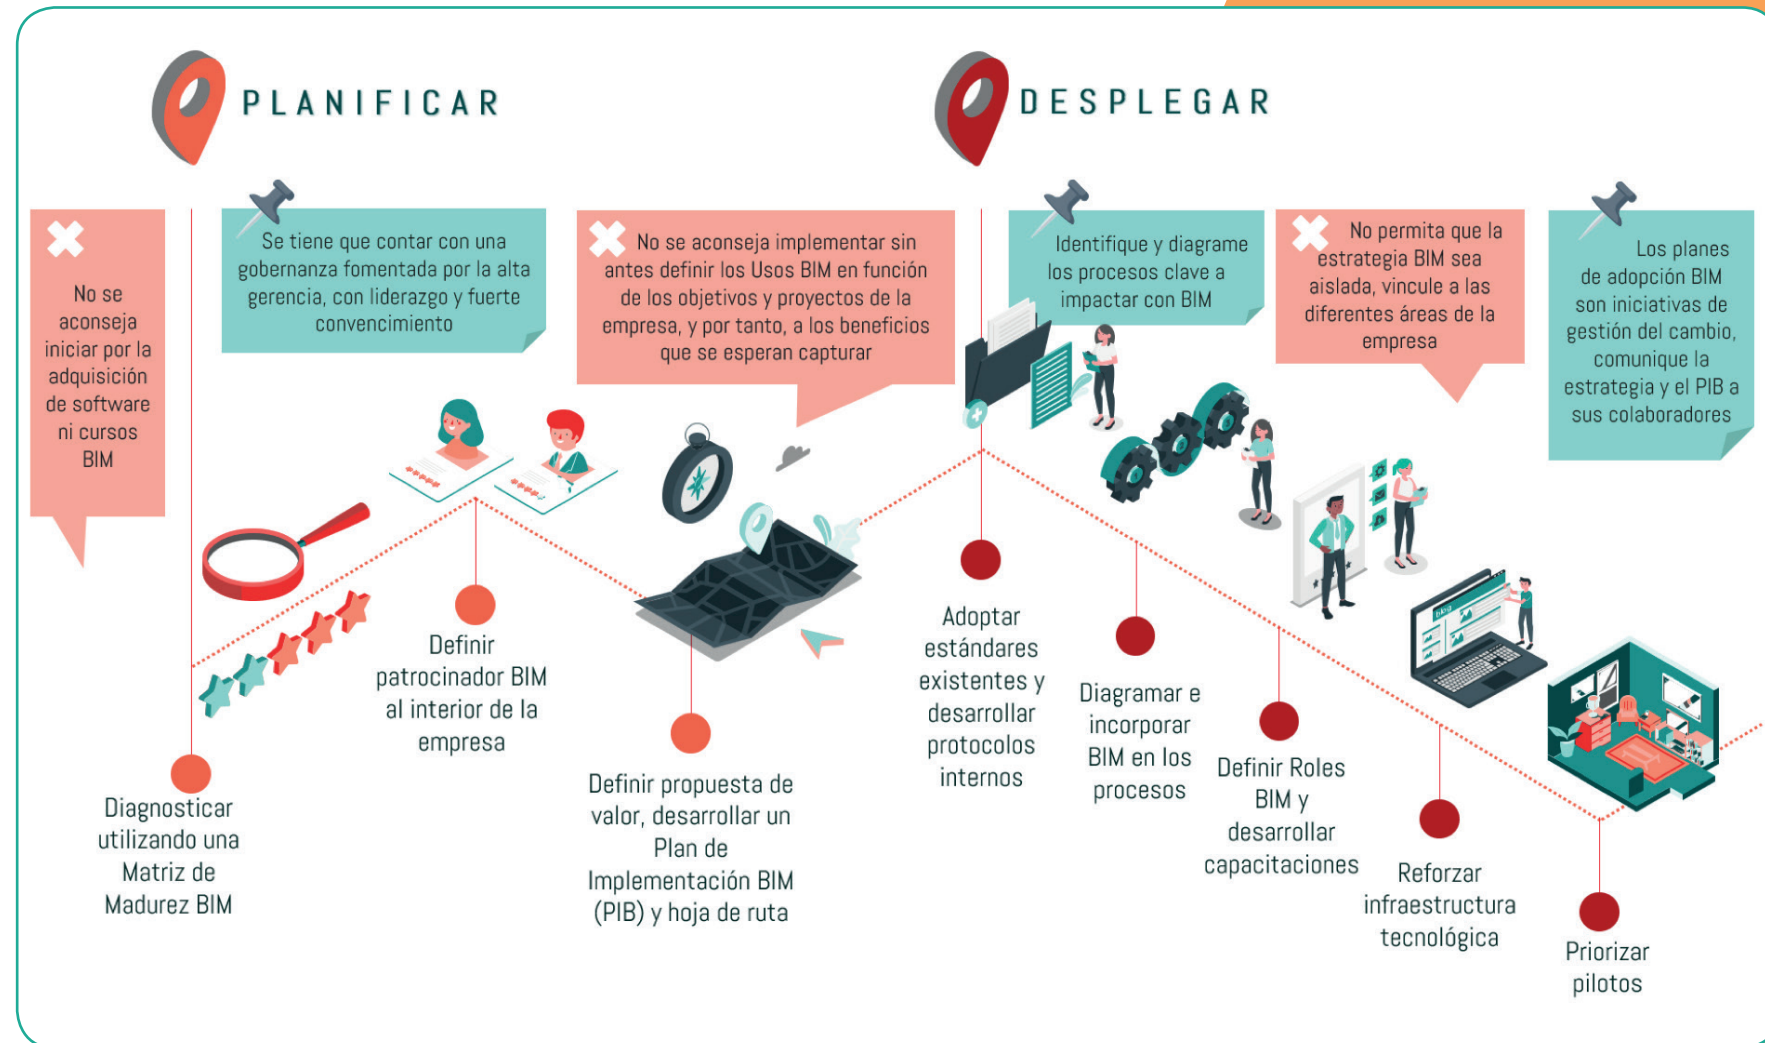 PLANIFICAR
No se
aconseja
iniciar por la
adquisición
de software
ni cursos
BIM
Se tiene que contar con una
gobernanza fomentada por la alta
gerencia, con liderazgo y fuerte
convencimiento
No se aconseja implementar sin
antes definir los Usos BIM en función
de los objetivos y proyectos de la
empresa, y por tanto, a los beneficios
que se esperan capturar
Diagnosticar
utilizando una
Matriz de
Madurez BIM
Definir
patrocinador BIM
al interior de la
empresa
Definir propuesta de
valor, desarrollar un
Plan de
Implementación BIM
(PIB) y hoja de ruta
DESPLEGAR
Identifique y diagrame
los procesos clave a
impactar con BIM
No permita que la
estrategia BIM sea
aislada, vincule a las
diferentes áreas de la
empresa
Los planes
de adopción BIM
son iniciativas de
gestión del cambio,
comunique la
estrategia y el PIB a
sus colaboradores
Adoptar
estándares
existentes y
desarrollar
protocolos
internos
Diagramar e
incorporar
BIM en los
procesos
Definir Roles
BIM y
desarrollar
capacitaciones
blog
Reforzar
infraestructura
tecnológica
Priorizar
pilotos